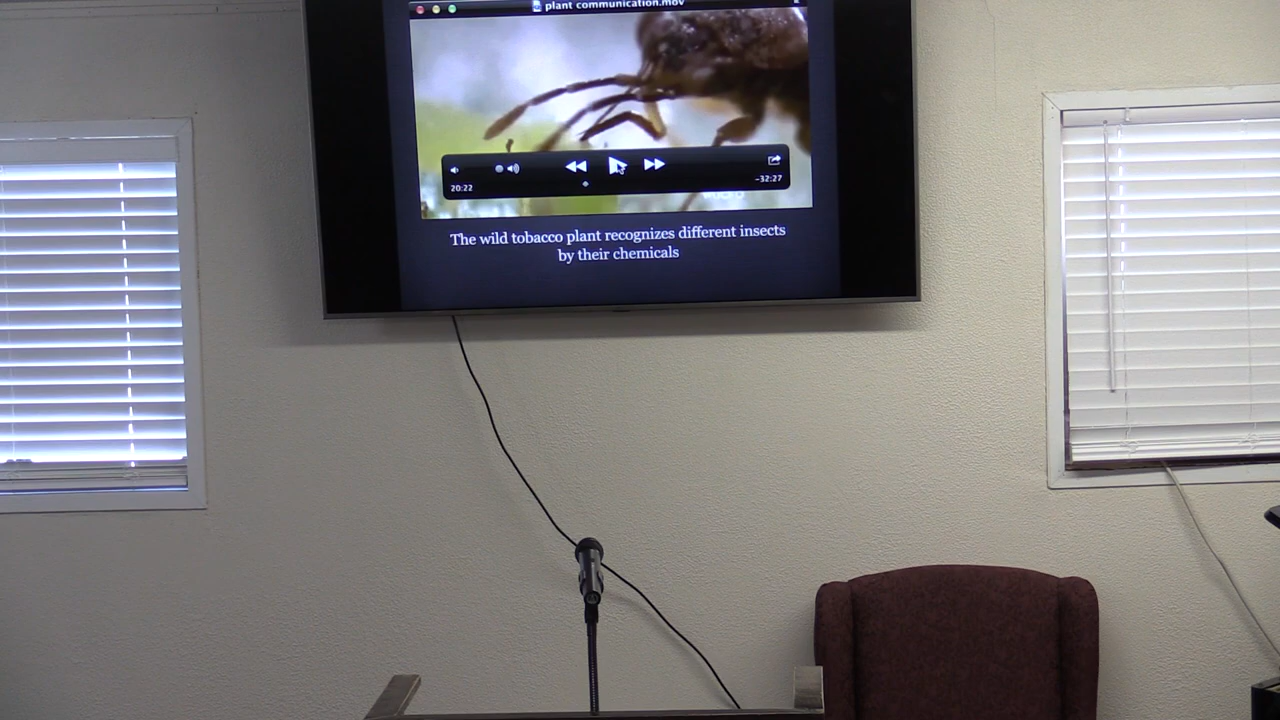 plant communication.mov
20:22
-32:27
The wild tobacco plant recognizes different insects
by their chemicals